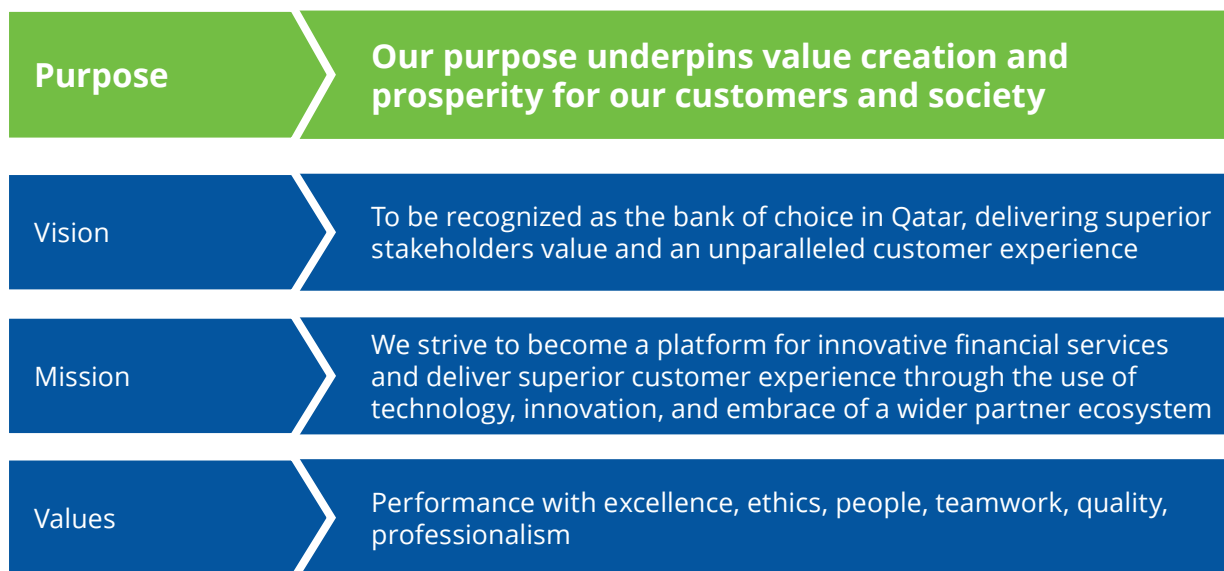 Purpose
Our purpose underpins value creation and
prosperity for our customers and society
Vision
To be recognized as the bank of choice in Qatar, delivering superior
stakeholders value and an unparalleled customer experience
Mission
We strive to become a platform for innovative financial services
and deliver superior customer experience through the use of
technology, innovation, and embrace of a wider partner ecosystem
Values
Performance with excellence, ethics, people, teamwork, quality,
professionalism